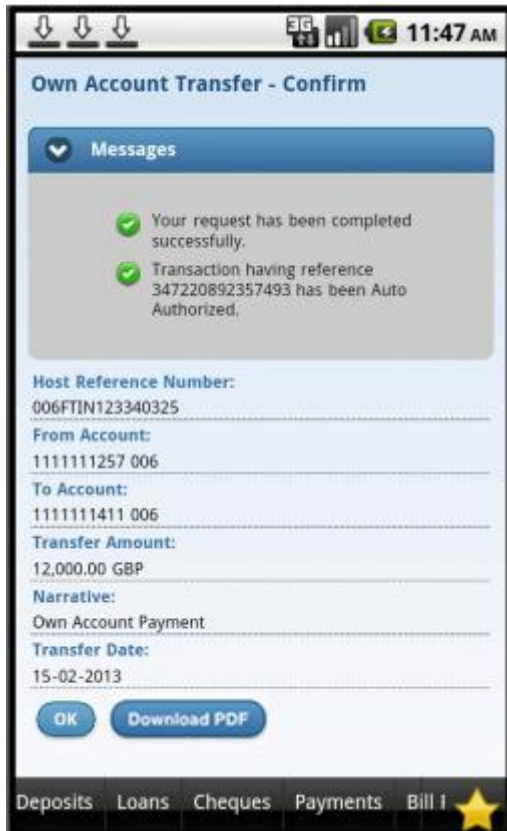 3G
11:47 AM
Own Account Transfer - Confirm
Messages
Your request has been completed
successfully.
Transaction having reference
347220892357493 has been Auto
Authorized.
Host Reference Number:
006FTIN123340325
From Account:
1111111257 006
To Account:
1111111411 006
Transfer Amount:
12,000.00 GBP
Narrative:
Own Account Payment
Transfer Date:
15-02-2013
OK Download PDF
Deposits Loans Cheques Payments Bill